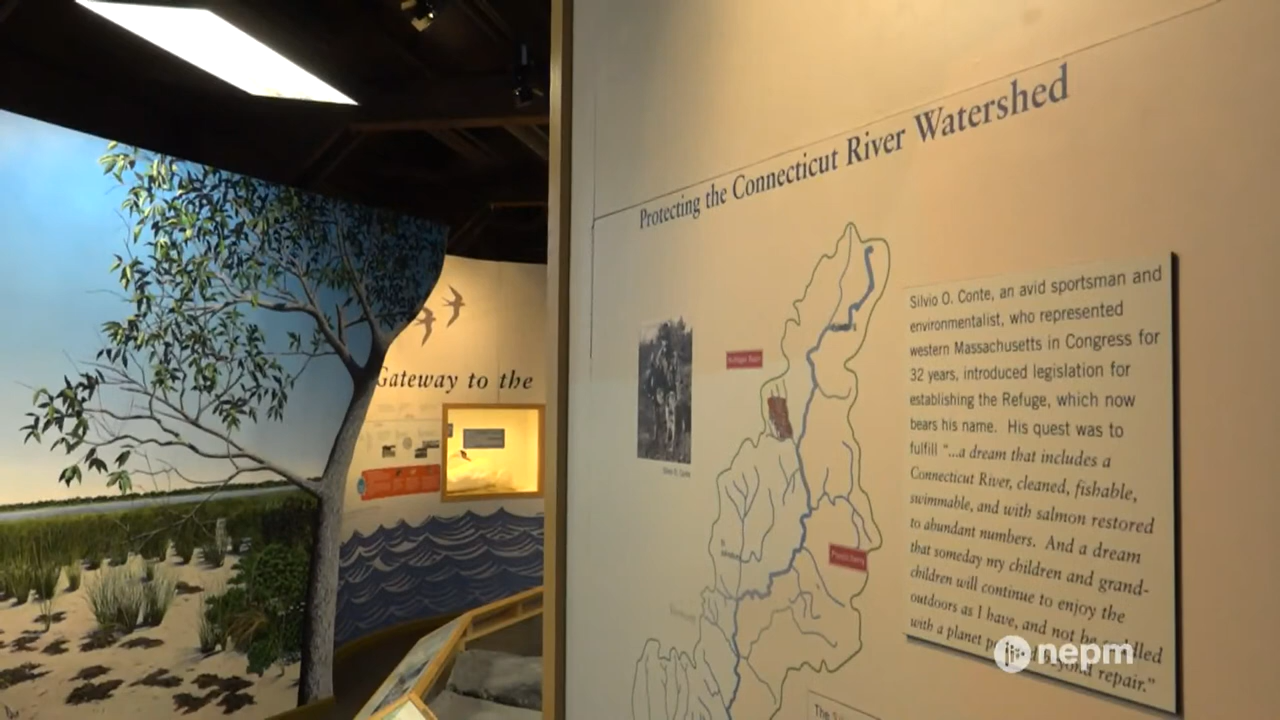 Protecting the Connecticut River Watershed
Gateway to the
Silvio O. Conte, an avid sportsman and
environmentalist, who represented
western Massachusetts in Congress for
32 years, introduced legislation for
establishing the Refuge, which now
bears his name. His quest was to
fulfill "...a dream that includes a
Connecticut River, cleaned, fishable,
swimmable, and with salmon restored
to abundant numbers. And a dream
that someday my children and grand-
children will continue to enjoy the
outdoors as I have, and not be
with a planet beyond repair."
Silvio O. Conte
The
nepm